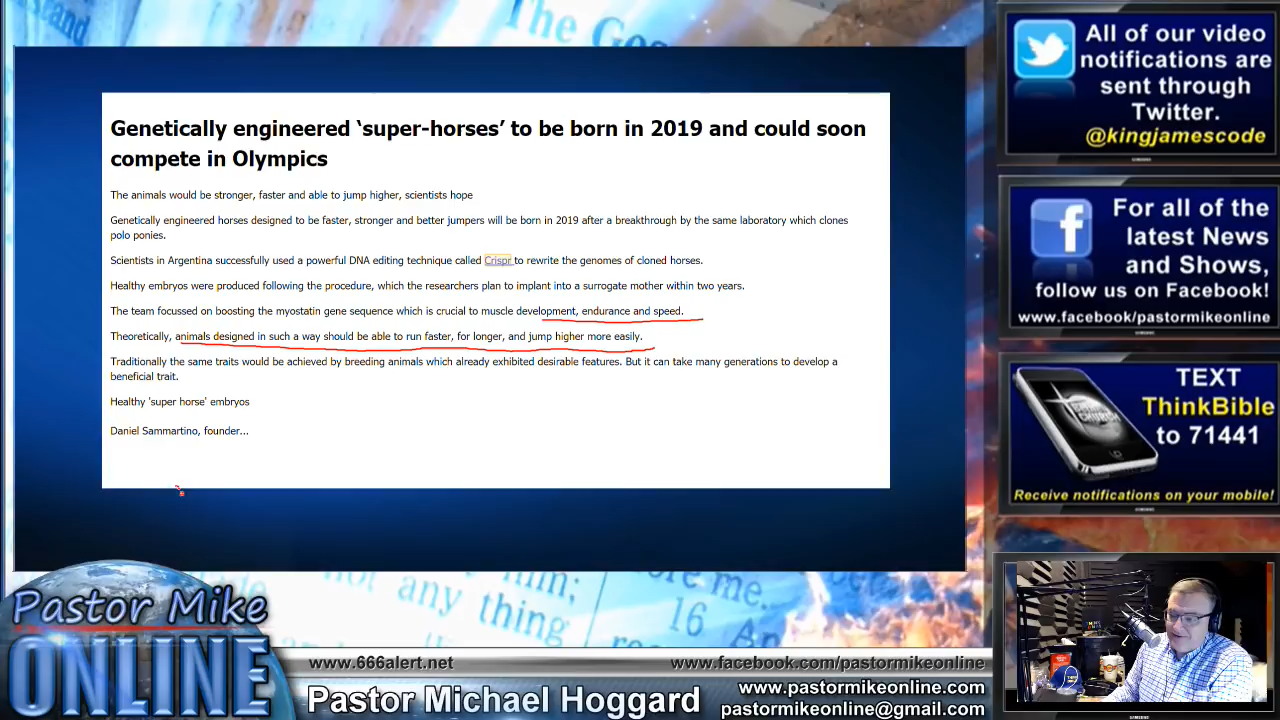 The Gos
and
Genetically engineered ‘super-horses’ to be born in 2019 and could soon
compete in Olympics
The animals would be stronger, faster and able to jump higher, scientists hope
Genetically engineered horses designed to be faster, stronger and better jumpers will be born in 2019 after a breakthrough by the same laboratory which clones
polo ponies.
Scientists in Argentina successfully used a powerful DNA editing technique called Crispr to rewrite the genomes of cloned horses.
Healthy embryos were produced following the procedure, which the researchers plan to implant into a surrogate mother within two years.
The team focussed on boosting the myostatin gene sequence which is crucial to muscle development, endurance and speed.
Theoretically, animals designed in such a way should be able to run faster, for longer, and jump higher more easily.
Traditionally the same traits would be achieved by breeding animals which already exhibited desirable features. But it can take many generations to develop a
beneficial trait.
Healthy 'super horse' embryos
Daniel Sammartino, founder...
All of our video
notifications are
sent through
Twitter.
@kingjamescode
For all of the
latest News
and Shows,
follow us on Facebook!
www.facebook.com/pastormikeonline
TEXT
ThinkBible
to 71441
Receive notifications on your mobile!
not any
thing
him;
me.
16 An
Pastor Mike
ONLINE
www.666alert.net
www.facebook.com/pastormikeonline
Pastor Michael Hoggard
www.pastormikeonline.com
pastormikeonline@gmail.com